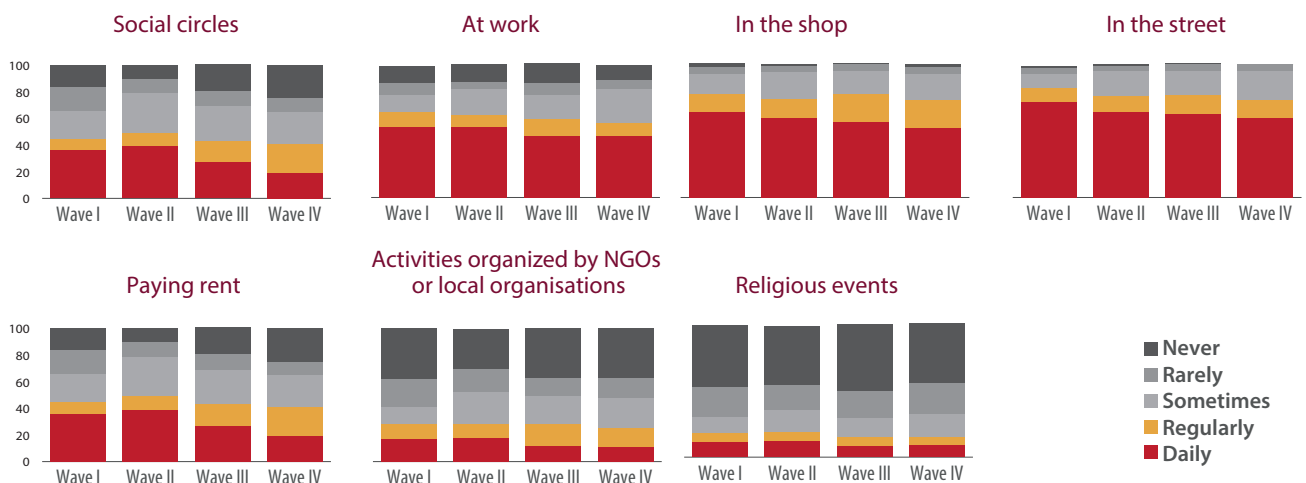 Social circles
At work
In the shop
In the street
100
80
60
40
20
0
Wave I Wave II Wave III Wave IV
Wave I Wave II Wave III Wave IV
Wave I Wave II Wave III Wave IV
Wave I Wave II Wave III Wave IV
Paying rent
Activities organized by NGOs
or local organisations
Religious events
100
80
60
40
20
0
Wave I Wave II Wave III Wave IV
Wave I Wave II Wave III Wave IV
Wave I Wave II Wave III Wave IV
Never
Rarely
Sometimes
Regularly
Daily